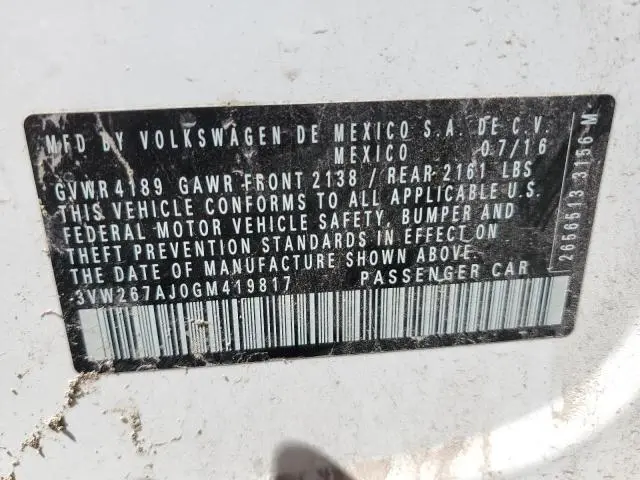 MFD BY VOLKSWAGEN DE MEXICO S.A. DE C.V.
MEXICO 07/16
GVWR 4189 GAWR FRONT 2138 / REAR 2161 LBS
THIS VEHICLE CONFORMS TO ALL APPLICABLE U.S.
FEDERAL MOTOR VEHICLE SAFETY, BUMPER AND
THEFT PREVENTION STANDARDS IN EFFECT ON
THE DATE OF MANUFACTURE SHOWN ABOVE.
3VW267AJ0GM419817 PASSENGER CAR
2656513 3156 M